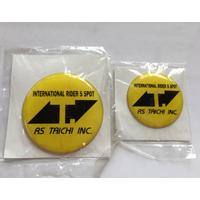 INTERNATIONAL RIDER S SPOT
RS TAICHI INC.
INTERNATIONAL RIDER S SPOT
RS TAICHI INC.